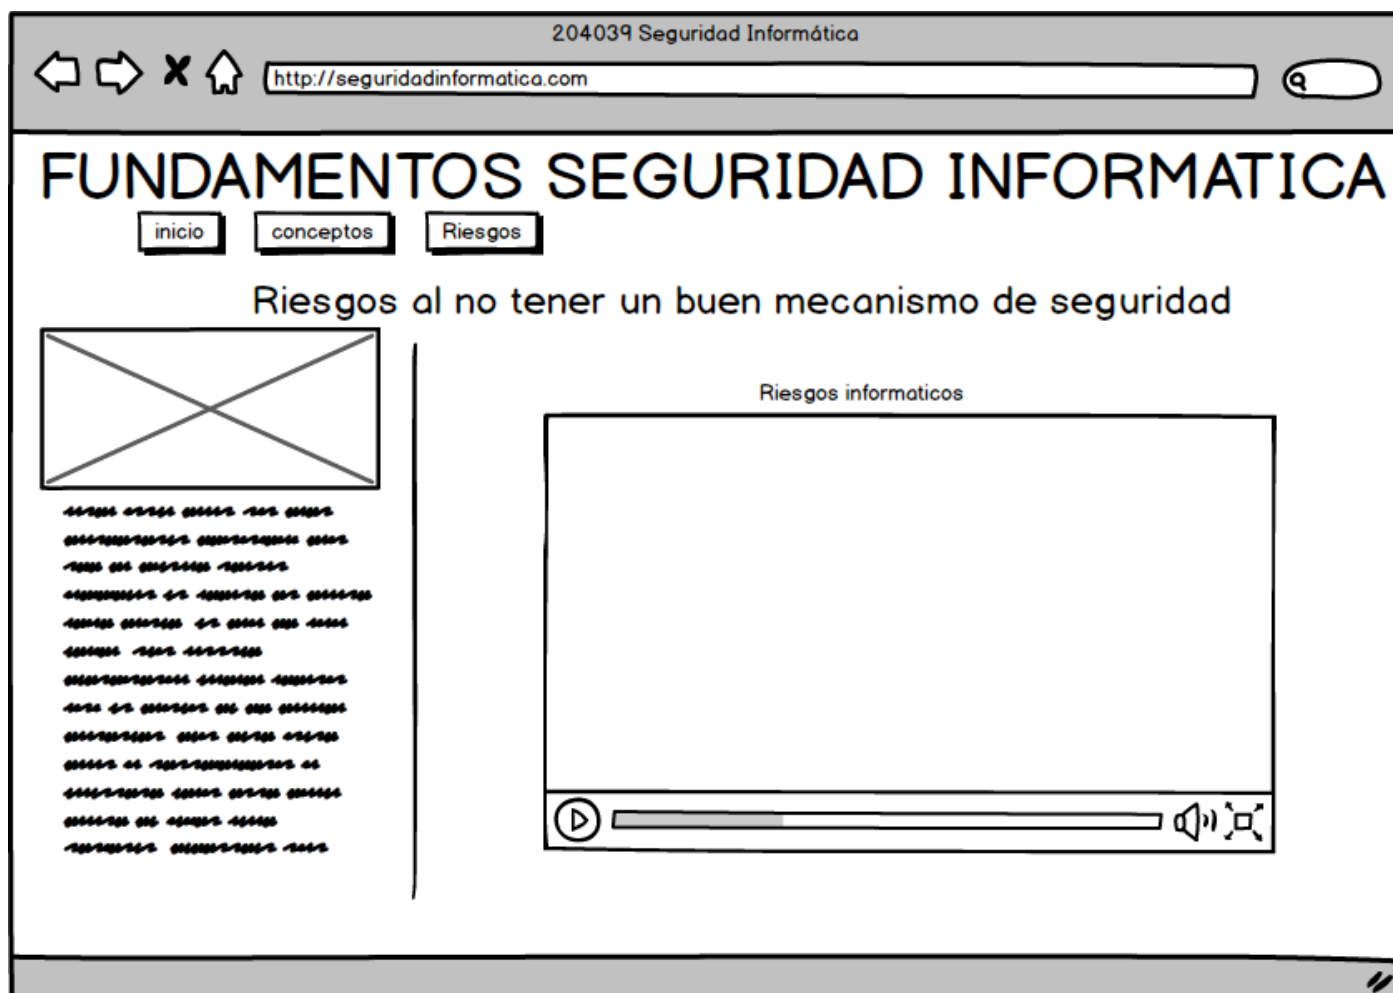 204039 Seguridad Informática
http://seguridadinformatica.com
FUNDAMENTOS SEGURIDAD INFORMATICA
inicio conceptos Riesgos
Riesgos al no tener un buen mecanismo de seguridad
Riesgos informaticos